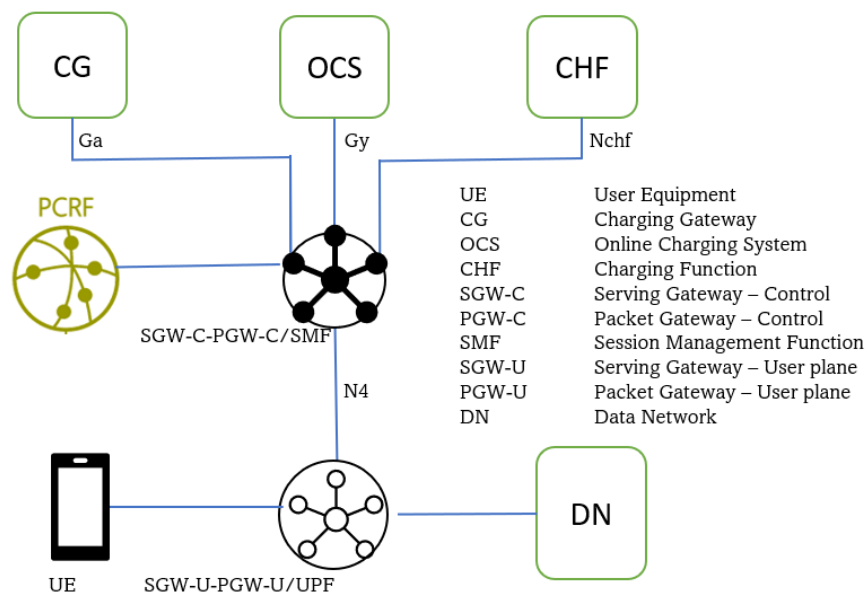 CG
OCS
CHF
Ga
Gy
Nchf
PCRF
SGW-C-PGW-C/SMF
UE User Equipment
CG Charging Gateway
OCS Online Charging System
CHF Charging Function
SGW-C Serving Gateway – Control
PGW-C Packet Gateway – Control
SMF Session Management Function
SGW-U Serving Gateway – User plane
PGW-U Packet Gateway – User plane
DN Data Network
N4
DN
UE
SGW-U-PGW-U/UPF